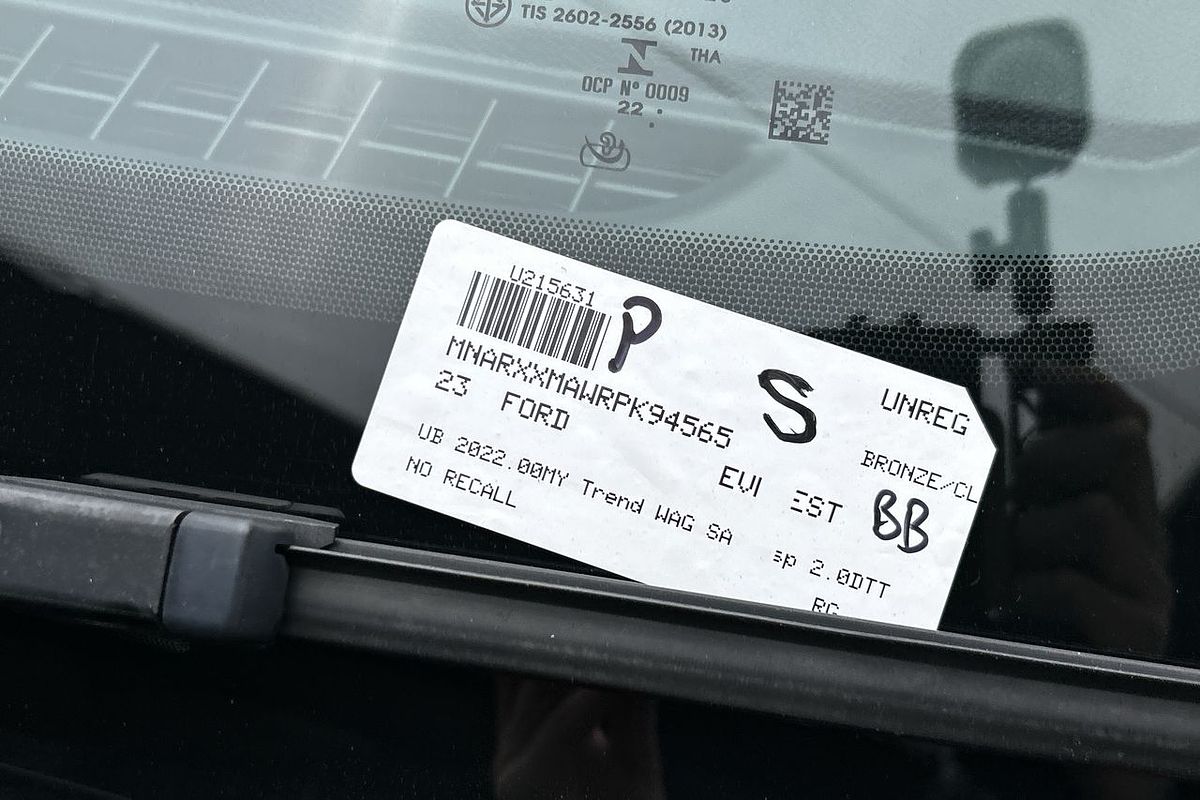 TIS 2602-2556 (2013)
THA
OCP Nº 0009
22
U215631
P
S
UNREG
MNARXXMAWRPK94565
23 FORD
BRONZE/CL
EVI EST
BB
UB 2022.00MY Trend WAG SA sp 2.0DTT
NO RECALL
RG